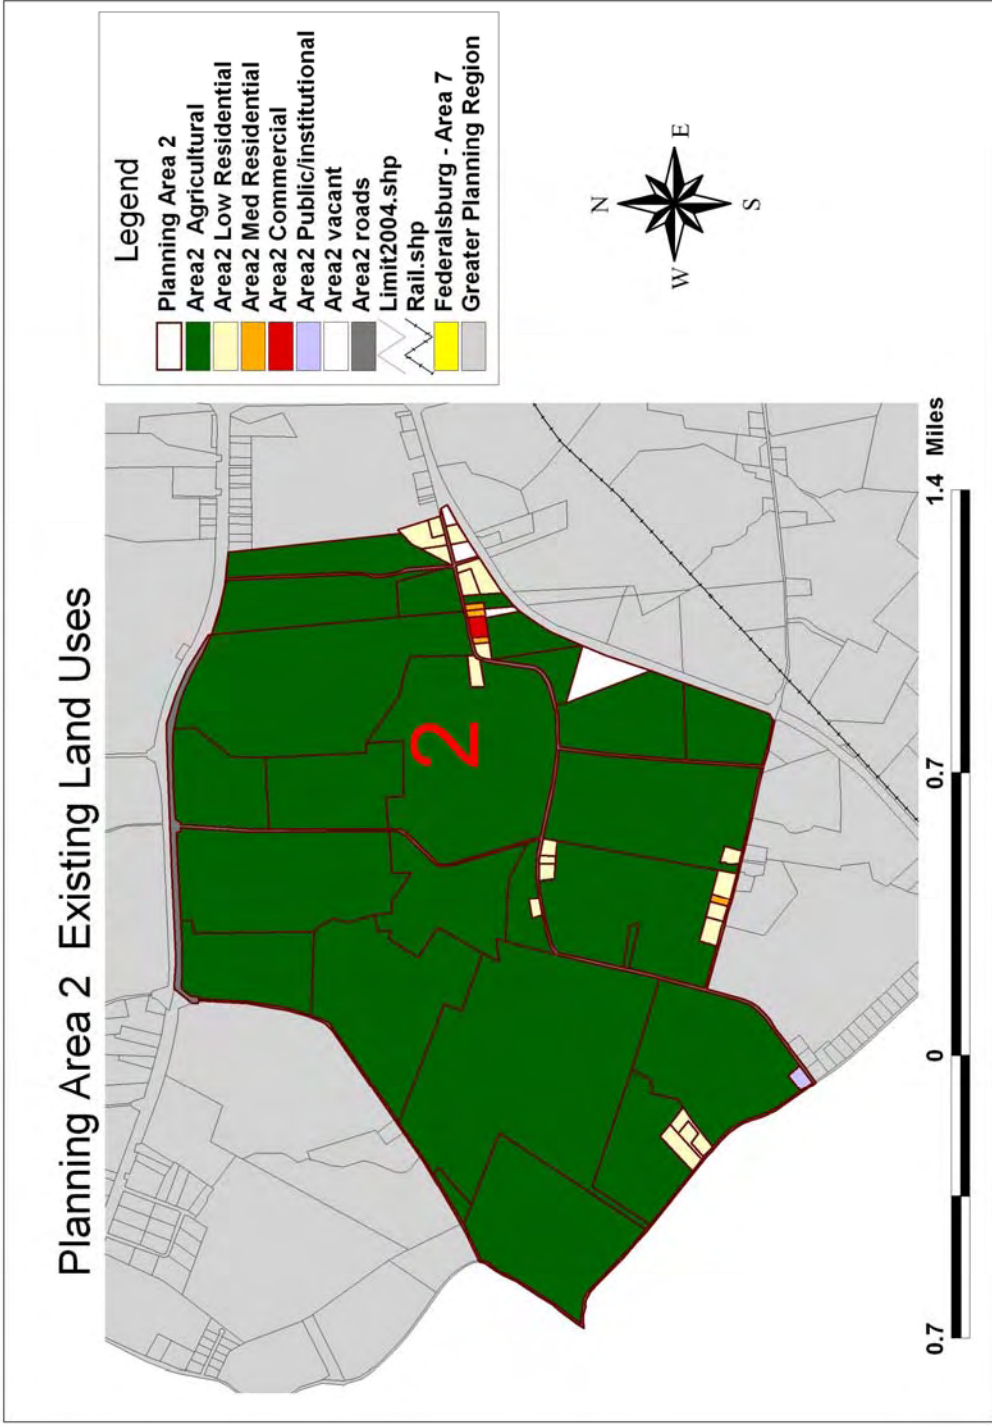 Planning Area 2 Existing Land Uses
Legend
Planning Area 2
Area2 Agricultural
Area2 Low Residential
Area2 Med Residential
Area2 Commercial
Area2 Public/institutional
Area2 vacant
Area2 roads
Limit2004.shp
Rail.shp
Federalsburg - Area 7
Greater Planning Region
2
N
W
E
S
0.7
0
0.7
1.4 Miles